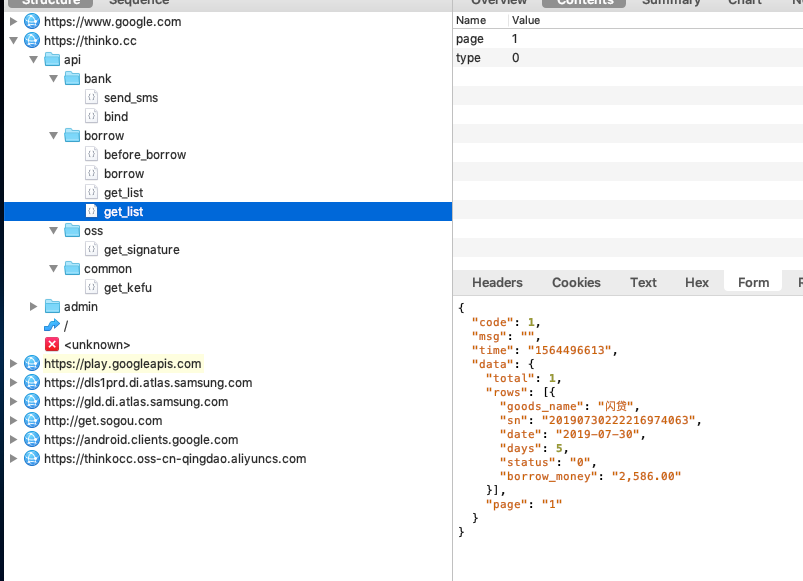 Structure Sequence
https://www.google.com
https://thinko.cc
api
bank
send_sms
bind
borrow
before_borrow
borrow
get_list
get_list
oss
get_signature
common
get_kefu
admin
/
<unknown>
https://play.googleapis.com
https://dls1prd.di.atlas.samsung.com
https://gld.di.atlas.samsung.com
http://get.sogou.com
https://android.clients.google.com
https://thinkocc.oss-cn-qingdao.aliyuncs.com
Overview Contents Summary Chart
Name Value
page 1
type 0
Headers Cookies Text Hex Form
{
"code": 1,
"msg": "",
"time": "1564496613",
"data": {
"total": 1,
"rows": [{
"goods_name": "闪贷",
"sn": "20190730222216974063",
"date": "2019-07-30",
"days": 5,
"status": "0",
"borrow_money": "2,586.00"
}],
"page": "1"
}
}